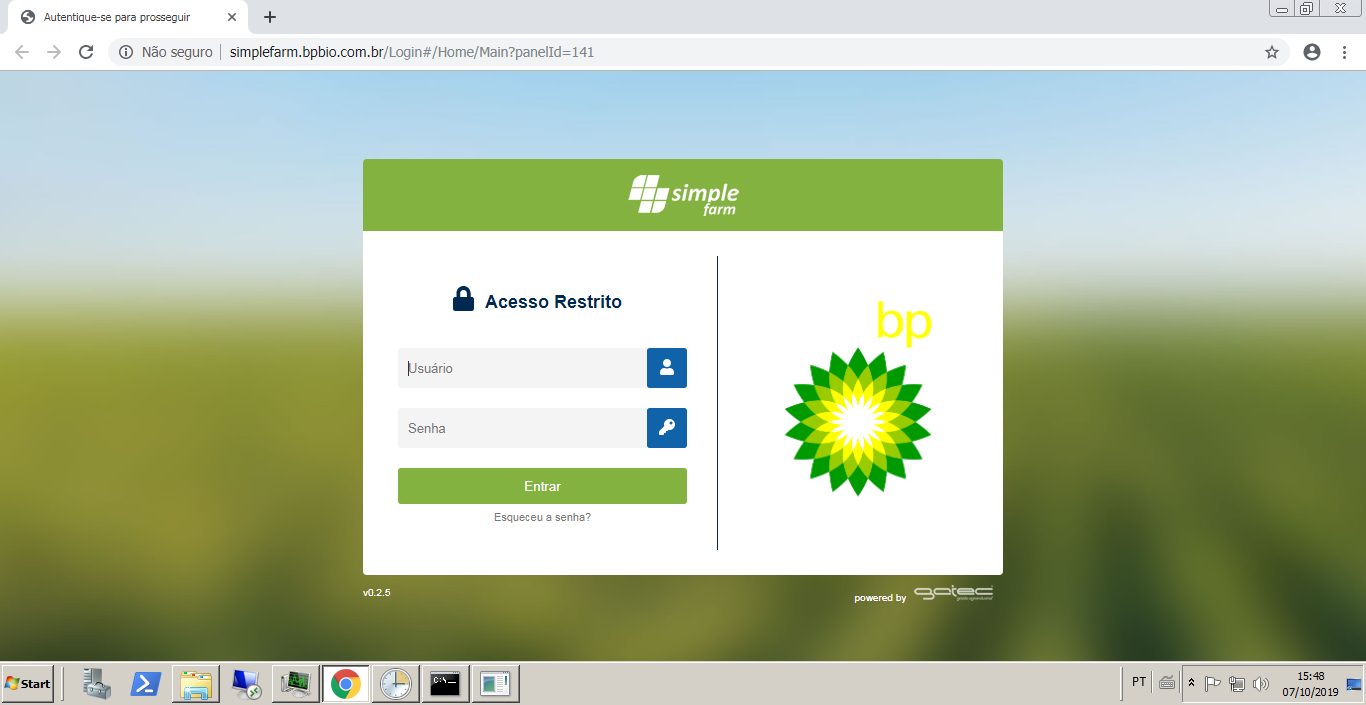 Autentique-se para prosseguir
Não seguro
simplefarm.bpbio.com.br/Login#/Home/Main?panelId=141
simple
farm
Acesso Restrito
Usuário
Senha
Entrar
Esqueceu a senha?
bp
v0.2.5
powered by
gatec
Start
C:\_
PT
15:48
07/10/2019